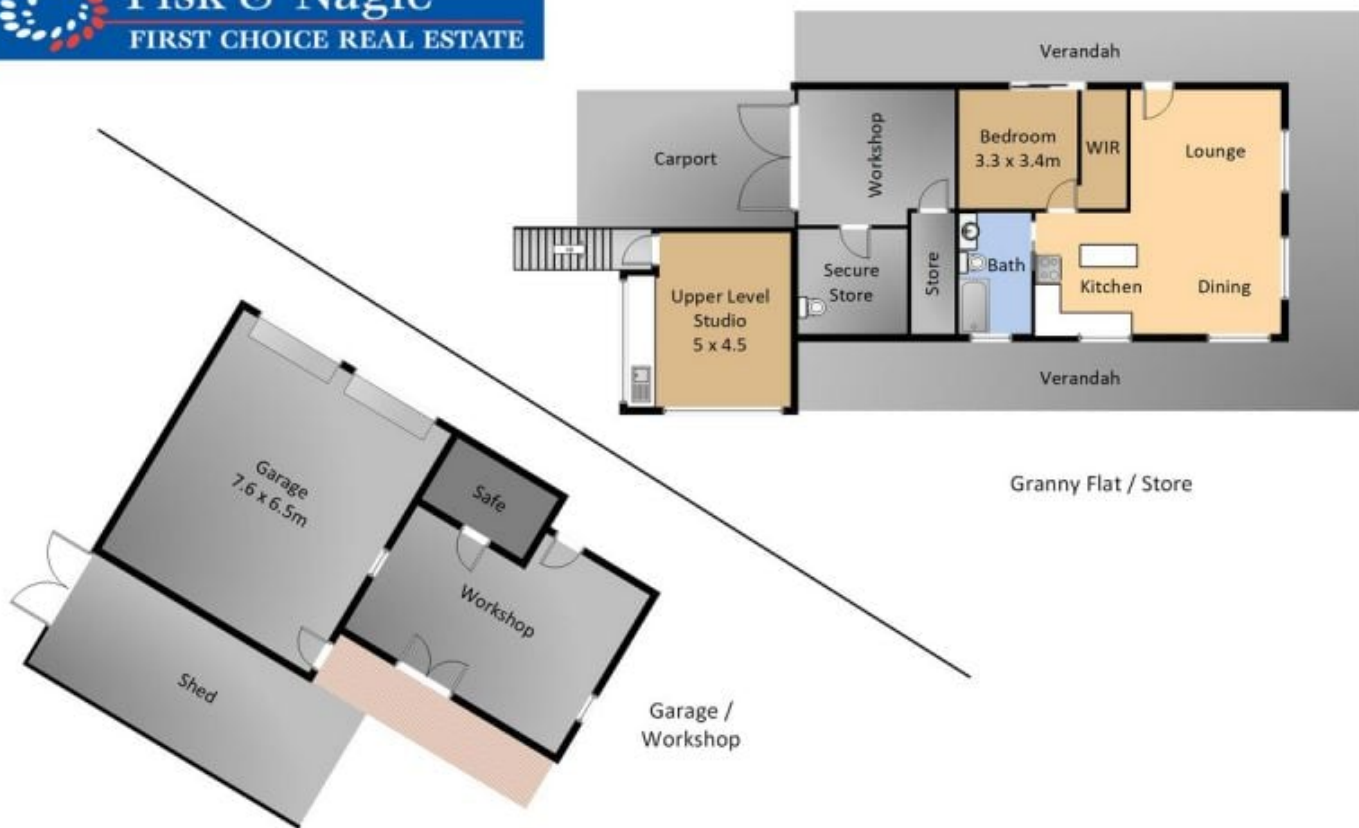 Fisk & Nagle
FIRST CHOICE REAL ESTATE
Verandah
Carport
Workshop
Bedroom
3.3 x 3.4m
WIR
Lounge
Secure
Store
Store
Bath
Kitchen
Dining
Upper Level
Studio
5 x 4.5
Verandah
Granny Flat / Store
Garage
7.6 x 6.5m
Safe
Workshop
Shed
Garage /
Workshop